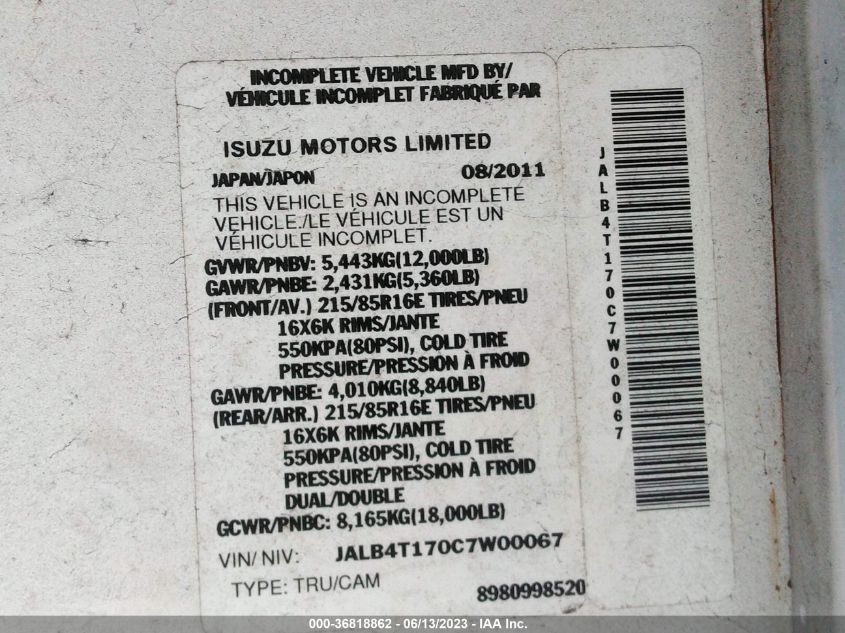 INCOMPLETE VEHICLE MFD BY/
VÉHICULE INCOMPLET FABRIQUÉ PAR
ISUZU MOTORS LIMITED
JAPAN/JAPON 08/2011
THIS VEHICLE IS AN INCOMPLETE
VEHICLE./LE VÉHICULE EST UN
VÉHICULE INCOMPLET.
GVWR/PNBV: 5,443KG(12,000LB)
GAWR/PNBE: 2,431KG(5,360LB)
(FRONT/AV.) 215/85R16E TIRES/PNEU
16X6K RIMS/JANTE
550KPA(80PSI), COLD TIRE
PRESSURE/PRESSION À FROID
GAWR/PNBE: 4,010KG(8,840LB)
(REAR/ARR.) 215/85R16E TIRES/PNEU
16X6K RIMS/JANTE
550KPA(80PSI), COLD TIRE
PRESSURE/PRESSION À FROID
DUAL/DOUBLE
GCWR/PNBC: 8,165KG(18,000LB)
VIN/ NIV: JALB4T170C7W00067
TYPE: TRU/CAM 8980998520
JALB4T170C7W00067
000-36818862 - 06/13/2023 - IAA Inc.